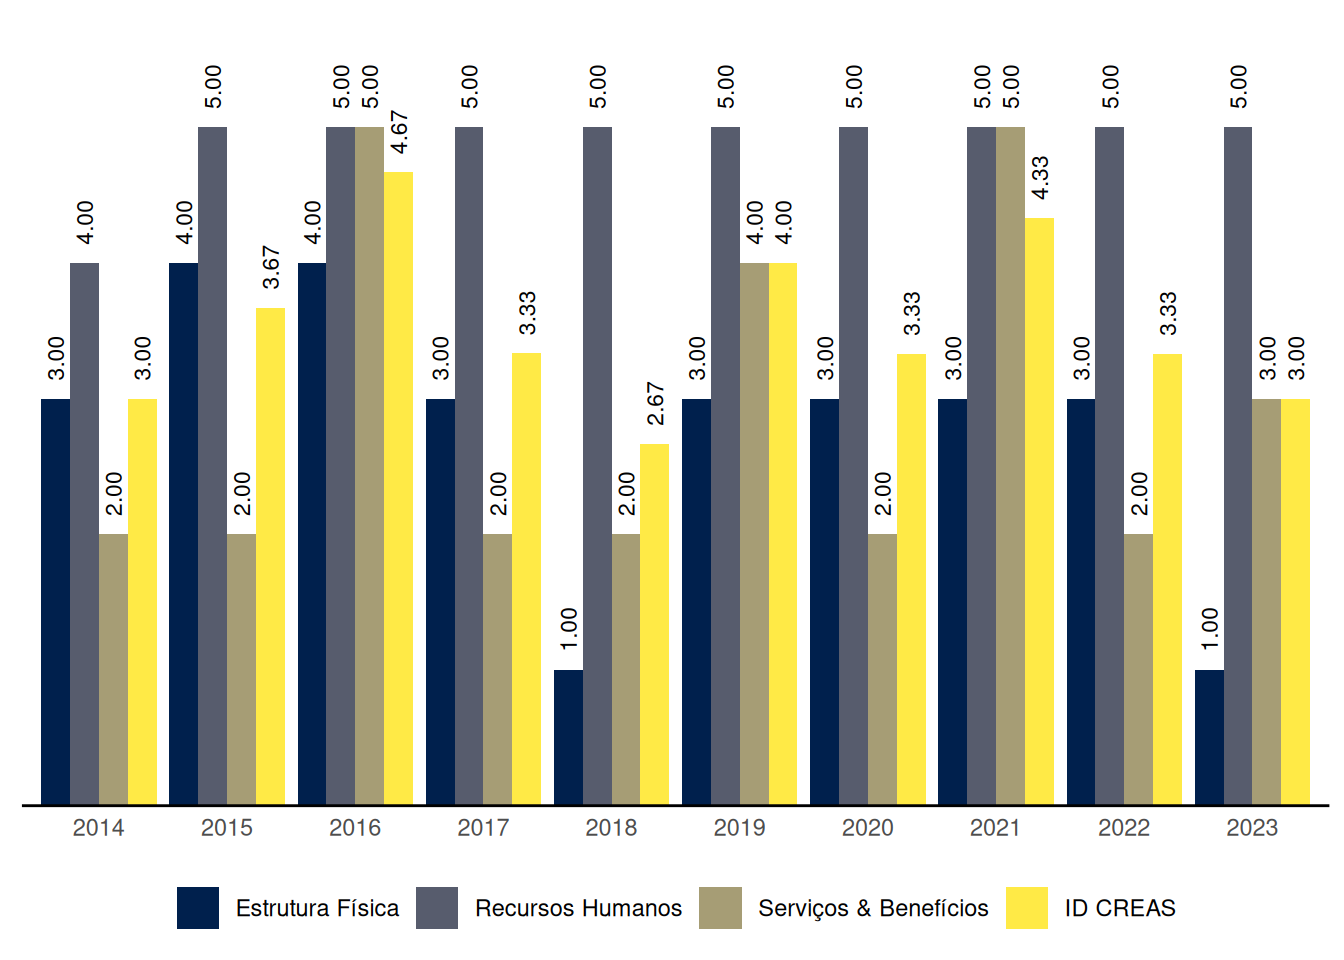 5.00 5.00 5.00 5.00 5.00 5.00 5.00 5.00 5.00 5.00 5.00
4.67
4.33
4.00 4.00 4.00 4.00 4.00
3.67
3.33 3.33 3.33
3.00 3.00 3.00 3.00 3.00 3.00 3.00 3.00 3.00
2.67
2.00 2.00 2.00 2.00 2.00 2.00
1.00 1.00
2014 2015 2016 2017 2018 2019 2020 2021 2022 2023
Estrutura Física Recursos Humanos Serviços & Benefícios ID CREAS